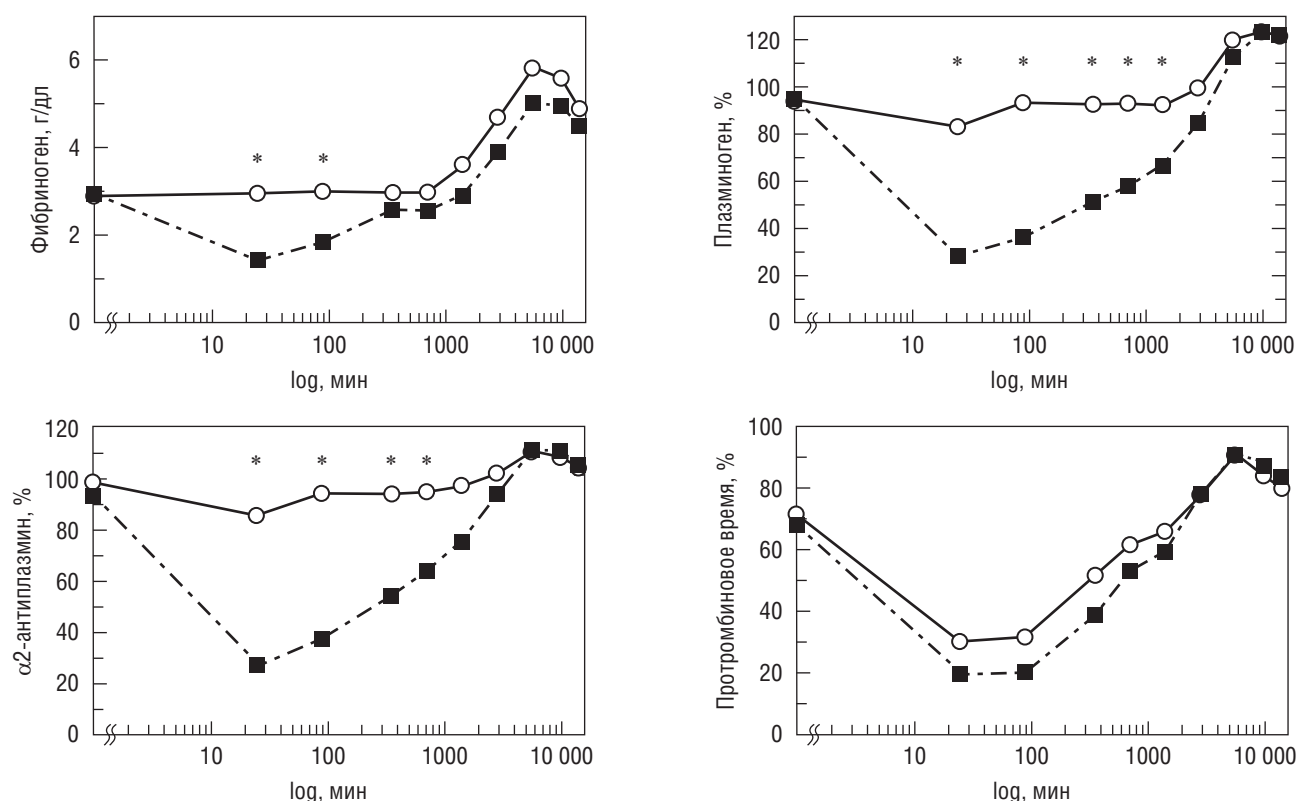 Фибриноген, г/дл
6
4
2
0
10 100 1000 10 000
log, мин
* *
Плазминоген, %
120
100
80
60
40
20
0
10 100 1000 10 000
log, мин
* * * * *
α2-антиплазмин, %
120
100
80
60
40
20
0
10 100 1000 10 000
log, мин
* * * *
Протромбиновое время, %
100
80
60
40
20
0
10 100 1000 10 000
log, мин